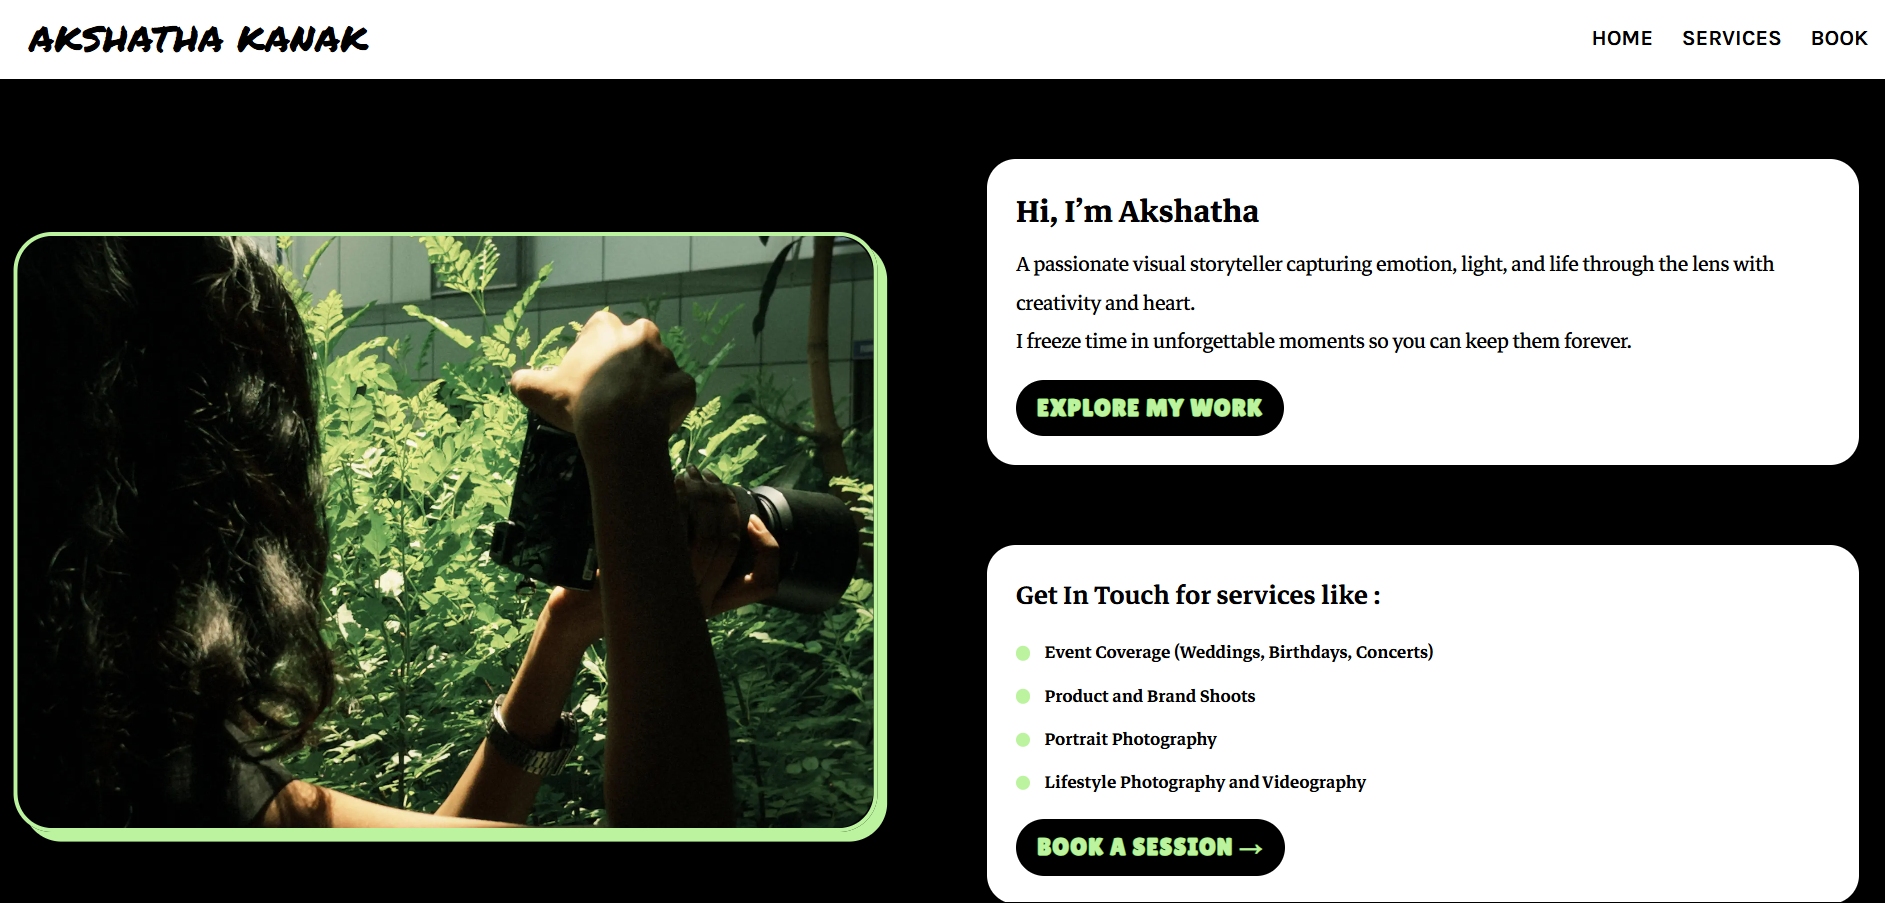 AKSHATHA KANAK
HOME SERVICES BOOK
Hi, I’m Akshatha
A passionate visual storyteller capturing emotion, light, and life through the lens with
creativity and heart.
I freeze time in unforgettable moments so you can keep them forever.
EXPLORE MY WORK
Get In Touch for services like :
Event Coverage (Weddings, Birthdays, Concerts)
Product and Brand Shoots
Portrait Photography
Lifestyle Photography and Videography
BOOK A SESSION →